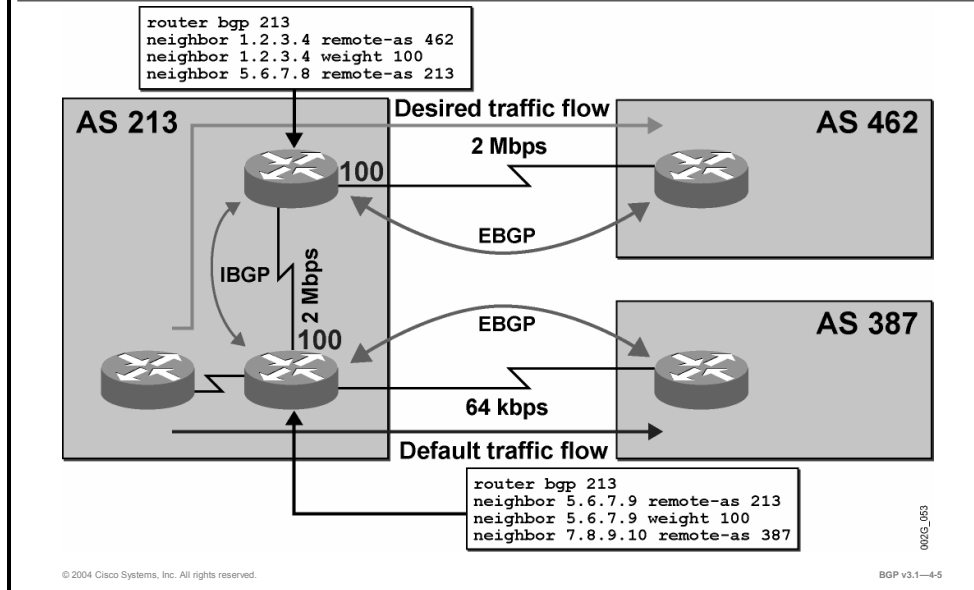 router bgp 213
neighbor 1.2.3.4 remote-as 462
neighbor 1.2.3.4 weight 100
neighbor 5.6.7.8 remote-as 213
AS 213
Desired traffic flow
AS 462
2 Mbps
100
EBGP
IBGP
2 Mbps
EBGP
AS 387
100
64 kbps
Default traffic flow
router bgp 213
neighbor 5.6.7.9 remote-as 213
neighbor 5.6.7.9 weight 100
neighbor 7.8.9.10 remote-as 387
002G_053
© 2004 Cisco Systems, Inc. All rights reserved.
BGP v3.1—4-5